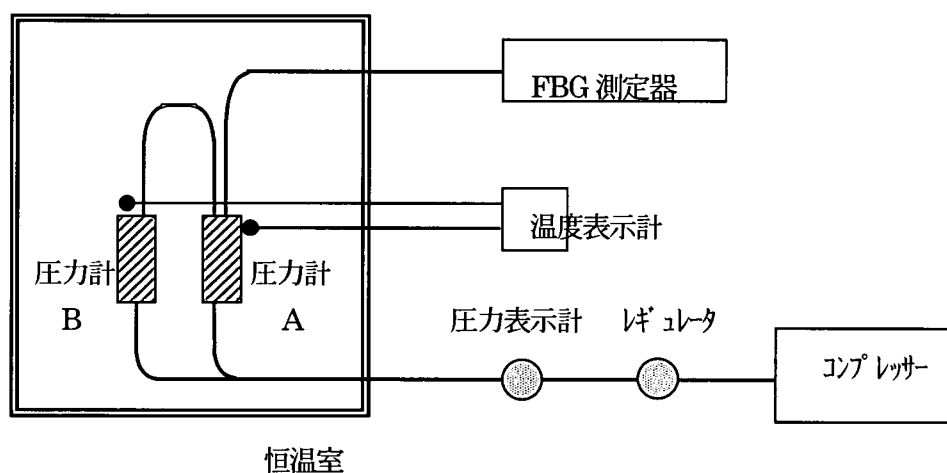 FBG 測定器
温度表示計
圧力計
B
圧力計
A
圧力表示計
ﾚｷﾞｭﾚｰﾀ
ｺﾝﾌﾟﾚｯｻｰ
恒温室